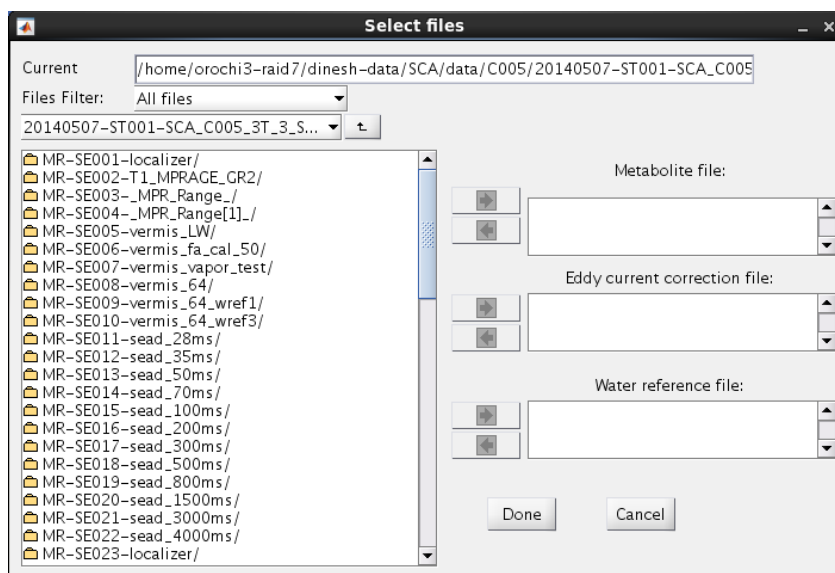 Select files
Current
/home/orochi3-raid7/dinesh-data/SCA/data/C005/20140507-ST001-SCA_C005
Files Filter:
All files
20140507-ST001-SCA_C005_3T_3_S...
MR-SE001-localizer/
MR-SE002-T1_MPRAGE_GR2/
MR-SE003-_MPR_Range_/
MR-SE004-_MPR_Range[1]_/
MR-SE005-vermis_LW/
MR-SE006-vermis_fa_cal_50/
MR-SE007-vermis_vapor_test/
MR-SE008-vermis_64/
MR-SE009-vermis_64_wref1/
MR-SE010-vermis_64_wref3/
MR-SE011-sead_28ms/
MR-SE012-sead_35ms/
MR-SE013-sead_50ms/
MR-SE014-sead_70ms/
MR-SE015-sead_100ms/
MR-SE016-sead_200ms/
MR-SE017-sead_300ms/
MR-SE018-sead_500ms/
MR-SE019-sead_800ms/
MR-SE020-sead_1500ms/
MR-SE021-sead_3000ms/
MR-SE022-sead_4000ms/
MR-SE023-localizer/
Metabolite file:
Eddy current correction file:
Water reference file:
Done
Cancel